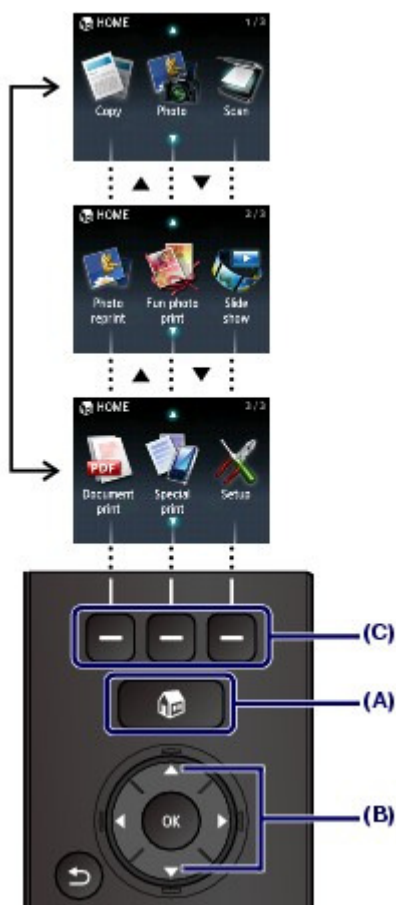 HOME 1/3
Copy Photo Scan
HOME 2/3
Photo reprint Fun photo print Slide show
HOME 3/3
PDF
Document print Special print Setup
(C)
(A)
OK
(B)